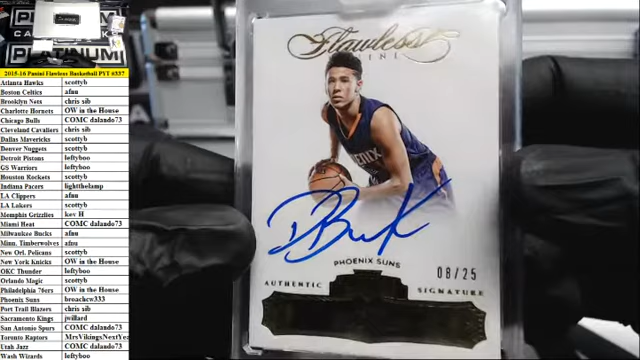 PLATINUM
2015-16 Panini Flawless Basketball PYT #337
Atlanta Hawks scottyb
Boston Celtics afau
Brooklyn Nets chris sib
Charlotte Hornets OW in the House
Chicago Bulls COMC dalando73
Cleveland Cavaliers chris sib
Dallas Mavericks scottyb
Denver Nuggets scottyb
Detroit Pistons leftyboo
GS Warriors leftyboo
Houston Rockets scottyb
Indiana Pacers lightthelamp
LA Clippers afau
LA Lakers scottyb
Memphis Grizzlies kev H
Miami Heat COMC dalando73
Milwaukee Bucks afau
Minn. Timberwolves afau
New Orl. Pelicans scottyb
New York Knicks OW in the House
OKC Thunder leftyboo
Orlando Magic scottyb
Philadelphia 76ers OW in the House
Phoenix Suns broachcw333
Port Trail Blazers chris sib
Sacramento Kings jwillard
San Antonio Spurs COMC dalando73
Toronto Raptors MrsVikingsNextYea
Utah Jazz COMC dalando73
Wash Wizards leftyboo
Flawless
PHOENIX
PHOENIX SUNS
08/25
AUTHENTIC SIGNATURE